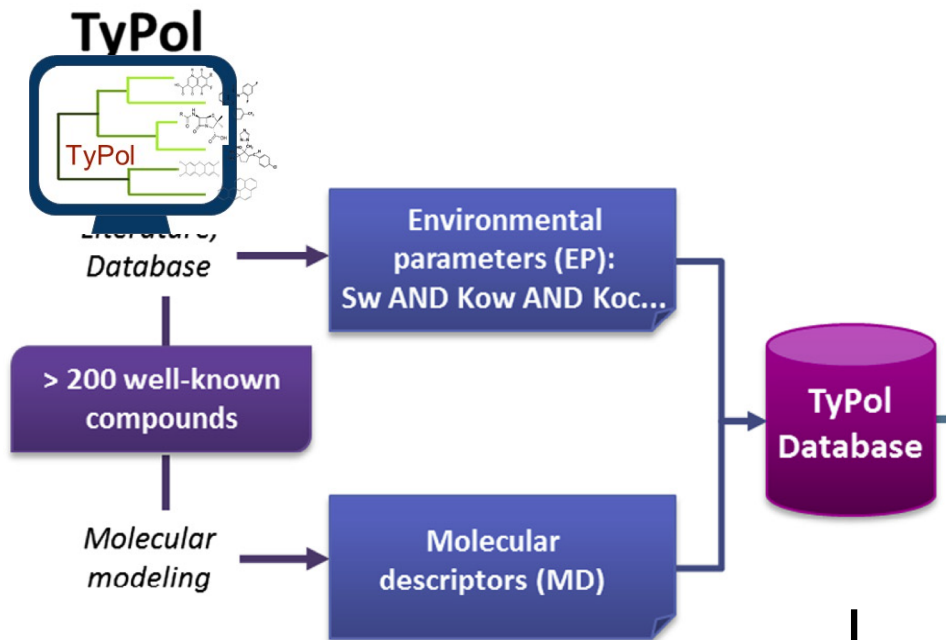 TyPol
TyPol
Literature,
Database
Environmental
parameters (EP):
Sw AND Kow AND Koc...
> 200 well-known
compounds
TyPol
Database
Molecular
modeling
Molecular
descriptors (MD)